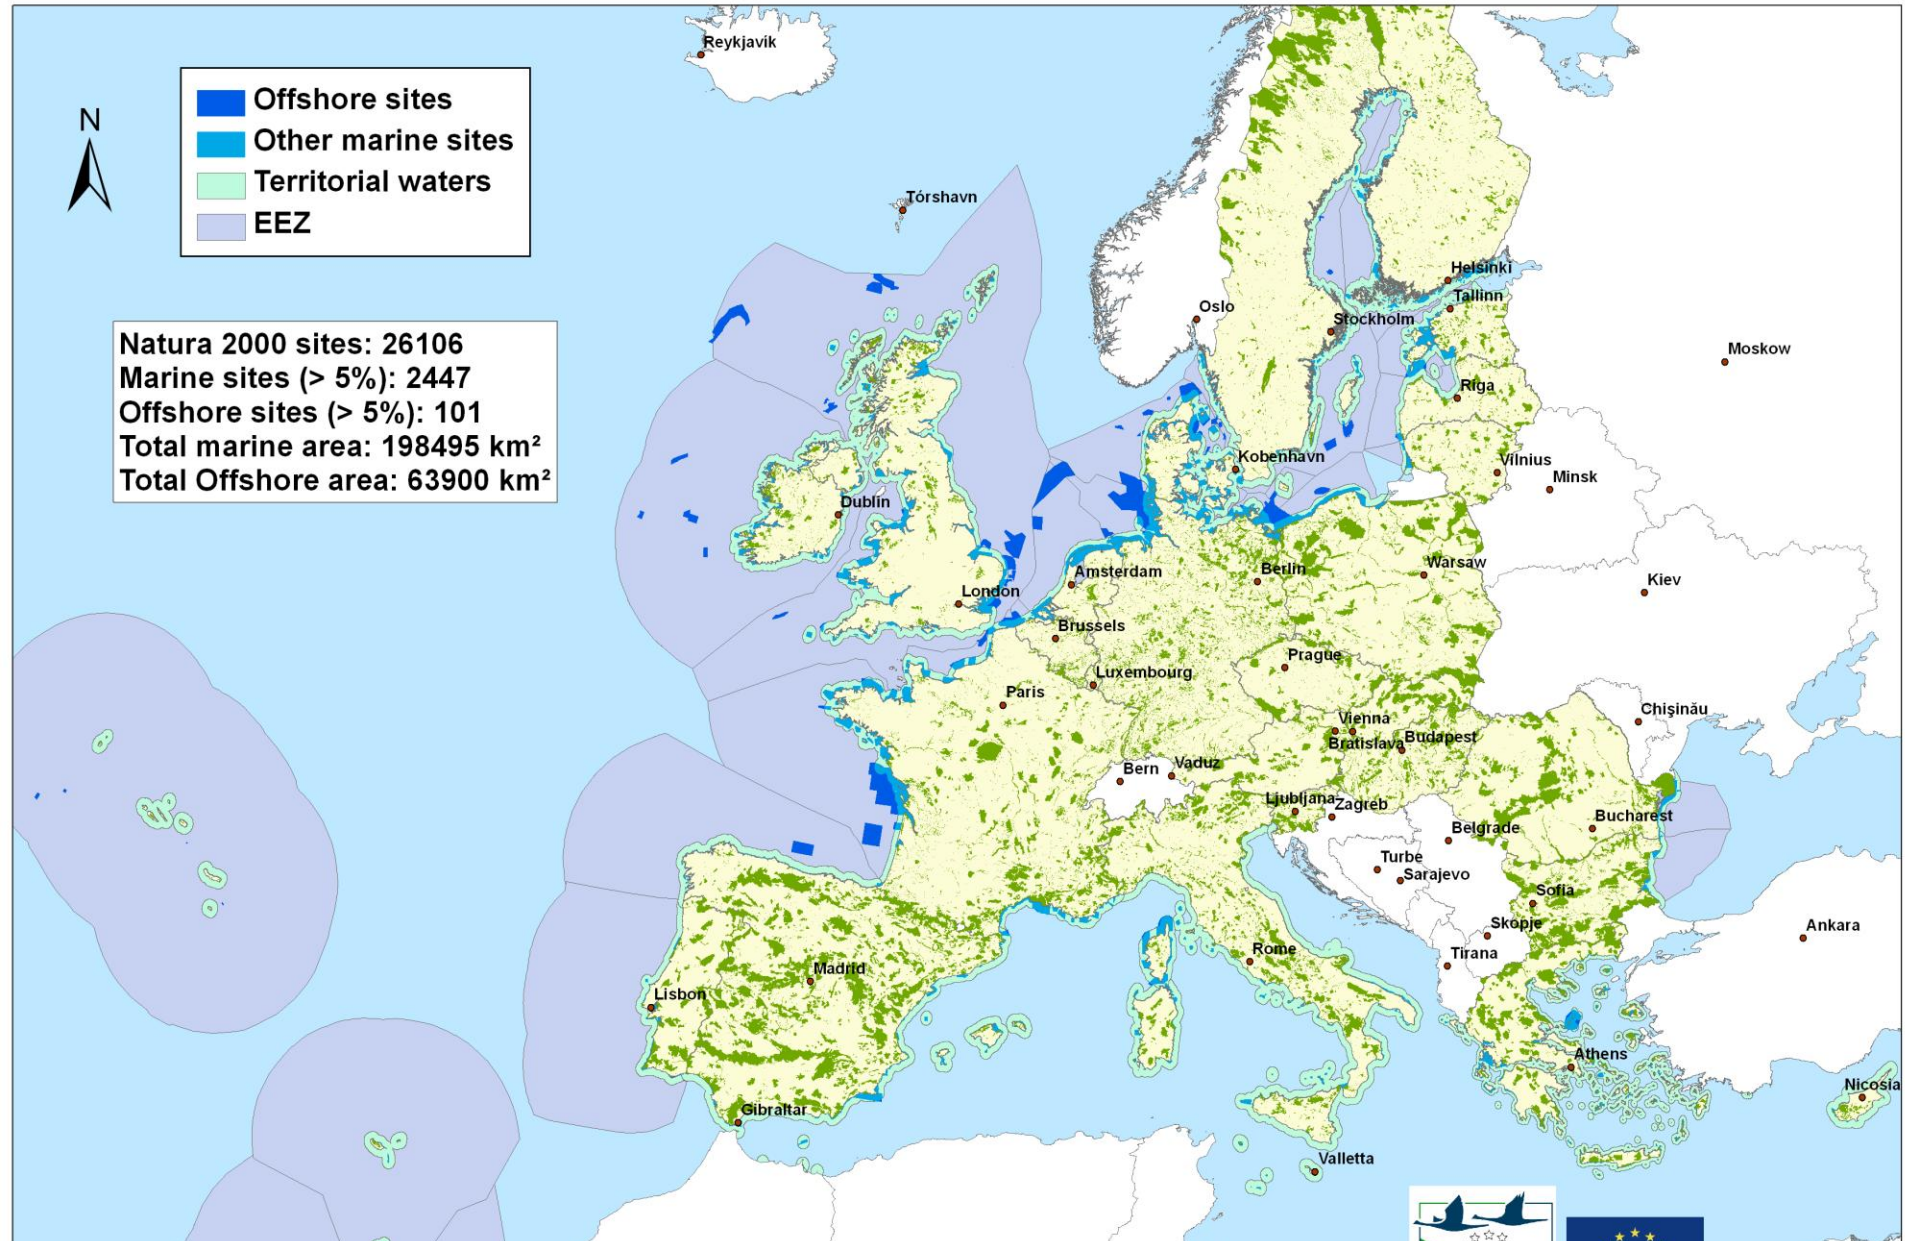 Reykjavik
Offshore sites
Other marine sites
Territorial waters
EEZ
N
Tórshavn
Helsinki
Tallinn
Oslo
Stockholm
Natura 2000 sites: 26106
Marine sites (> 5%): 2447
Offshore sites (> 5%): 101
Total marine area: 198495 km²
Total Offshore area: 63900 km²
Moskow
Riga
Kobenhavn
Vilnius
Minsk
Dublin
Amsterdam
Berlin
Warsaw
Kiev
London
Brussels
Prague
Luxembourg
Paris
Chişinău
Vienna
Bratislava
Budapest
Bern
Vaduz
Ljubljana
Zagreb
Bucharest
Belgrade
Turbe
Sarajevo
Sofia
Skopje
Ankara
Tirana
Rome
Madrid
Lisbon
Athens
Nicosia
Gibraltar
Valletta